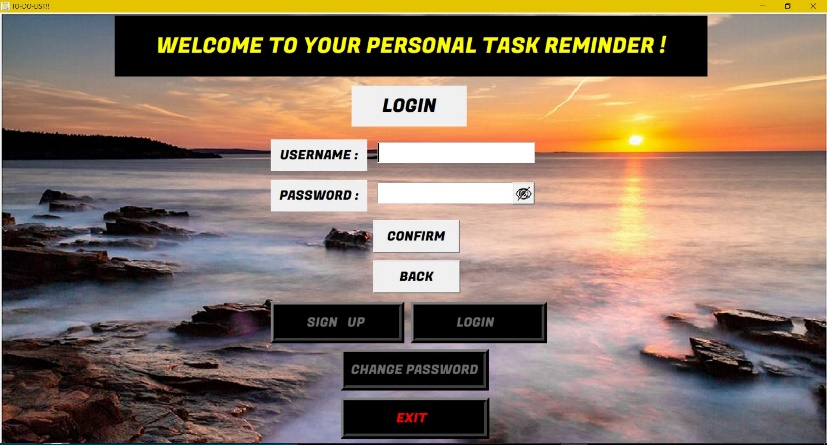 TO-DO-LIST!!
WELCOME TO YOUR PERSONAL TASK REMINDER !
LOGIN
USERNAME :
PASSWORD :
CONFIRM
BACK
SIGN UP LOGIN
CHANGE PASSWORD
EXIT